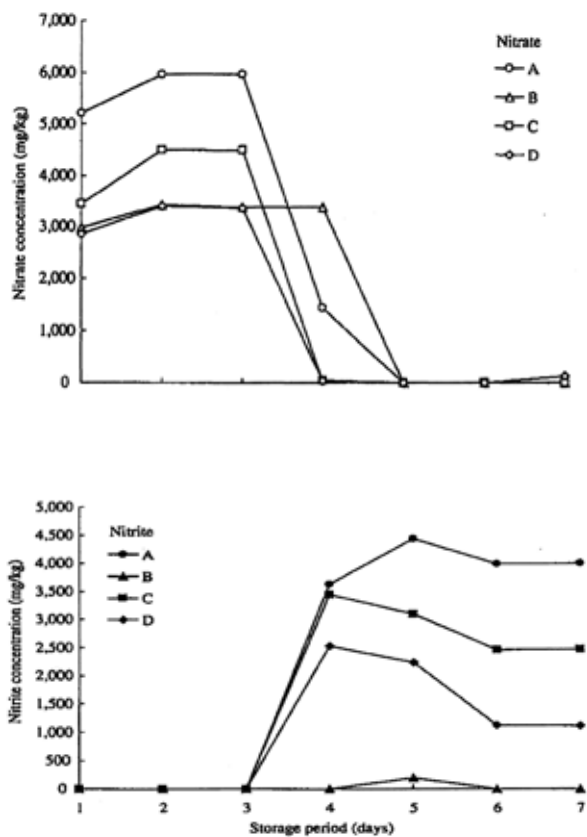 7,000
6,000
5,000
4,000
3,000
2,000
1,000
0
Nitrate concentration (mg/kg)
Nitrate
A
B
C
D
5,000
4,500
4,000
3,500
3,000
2,500
2,000
1,500
1,000
500
0
Nitrite concentration (mg/kg)
Nitrite
A
B
C
D
1 2 3 4 5 6 7
Storage period (days)